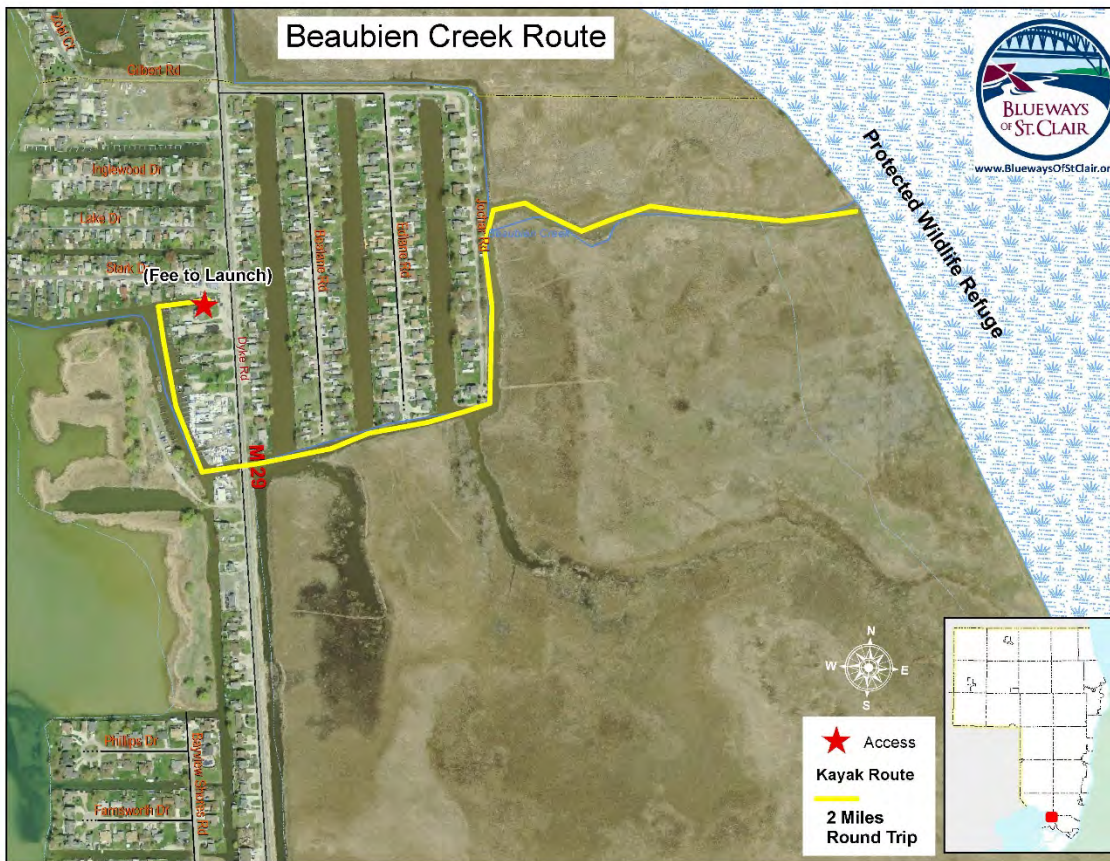 Beaubien Creek Route
BLUEWAYS
OF ST. CLAIR
www.BluewaysOfStClair.or
Gilbert Rd
Inglewood Dr
Lake Dr
Stark D
(Fee to Launch)
Dyke Rd
M 29
Jochar Rd
Beaubien Creek
Protected Wildlife Refuge
Phillips Dr
Farnsworth Dr
Bayview Shores Rd
N
W
E
S
Access
Kayak Route
2 Miles
Round Trip